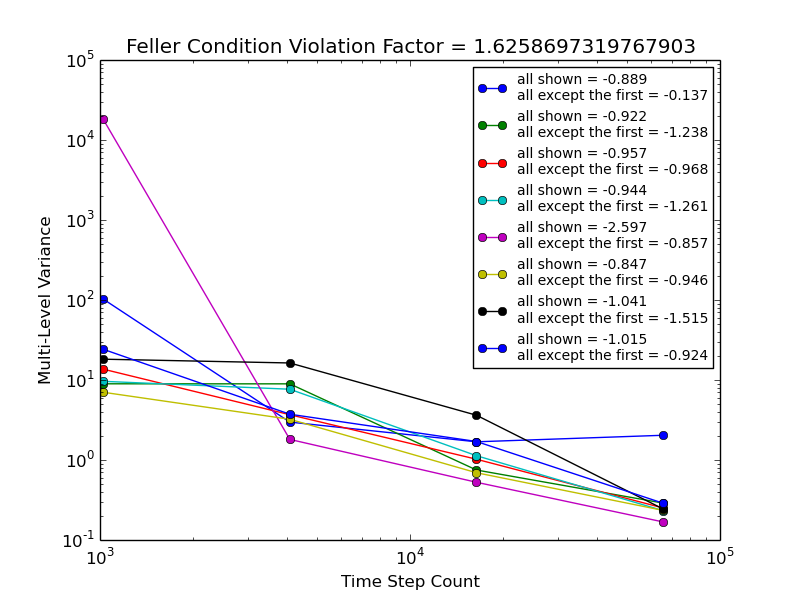 Feller Condition Violation Factor = 1.6258697319767903
10^5
10^4
10^3
10^2
10^1
10^0
10^-1
Multi-Level Variance
all shown = -0.889
all except the first = -0.137
all shown = -0.922
all except the first = -1.238
all shown = -0.957
all except the first = -0.968
all shown = -0.944
all except the first = -1.261
all shown = -2.597
all except the first = -0.857
all shown = -0.847
all except the first = -0.946
all shown = -1.041
all except the first = -1.515
all shown = -1.015
all except the first = -0.924
10^3 10^4 10^5
Time Step Count